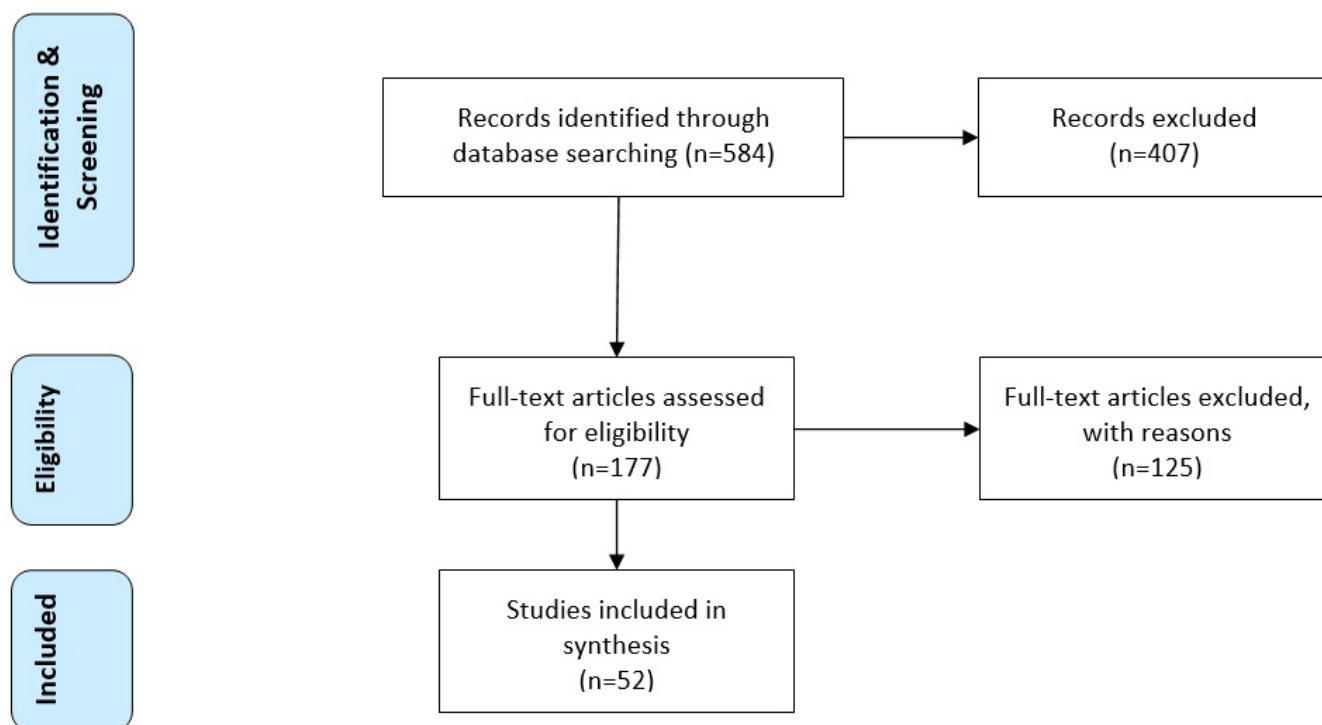 Identification &
Screening
Records identified through
database searching (n=584)
Records excluded
(n=407)
Eligibility
Full-text articles assessed
for eligibility
(n=177)
Full-text articles excluded,
with reasons
(n=125)
Included
Studies included in
synthesis
(n=52)